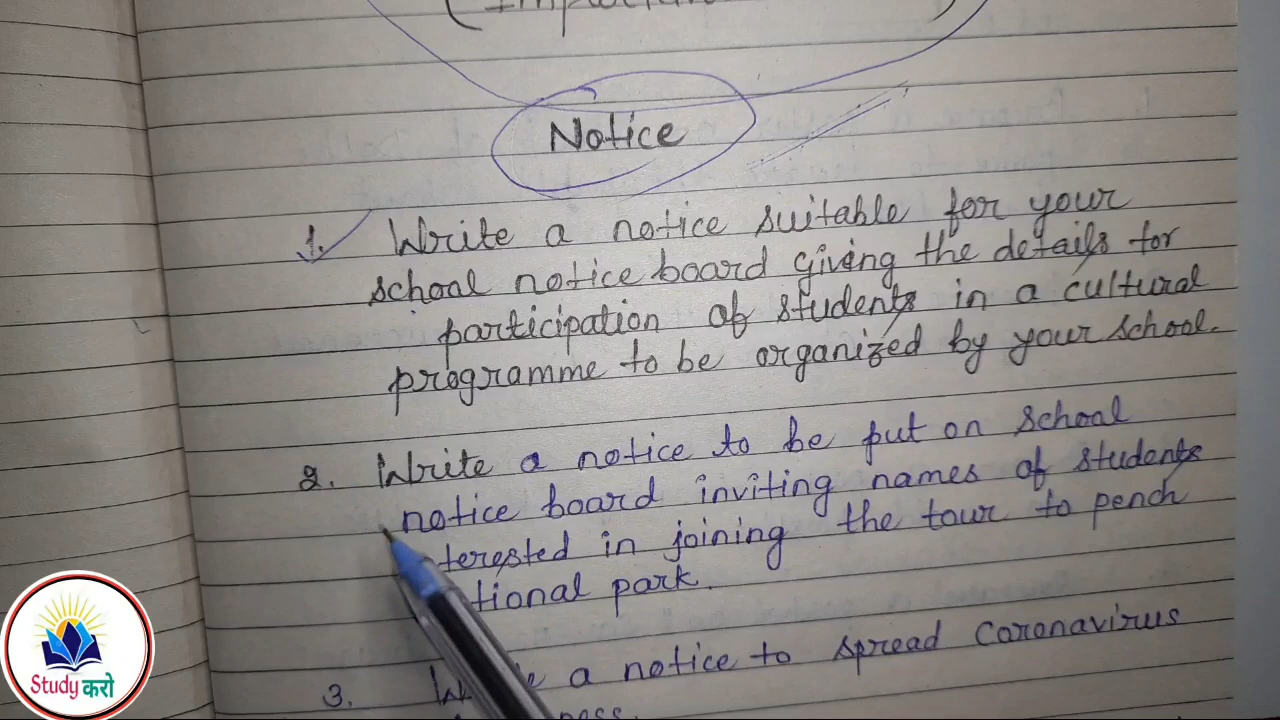 Notice
1. Write a notice suitable for your
school notice board giving the details for
participation of students in a cultural
programme to be organized by your school.
2. Write a notice to be put on school
notice board inviting names of students
terested in joining the tour to pench
tional park.
3. a notice to spread Coronavirus
Study करो